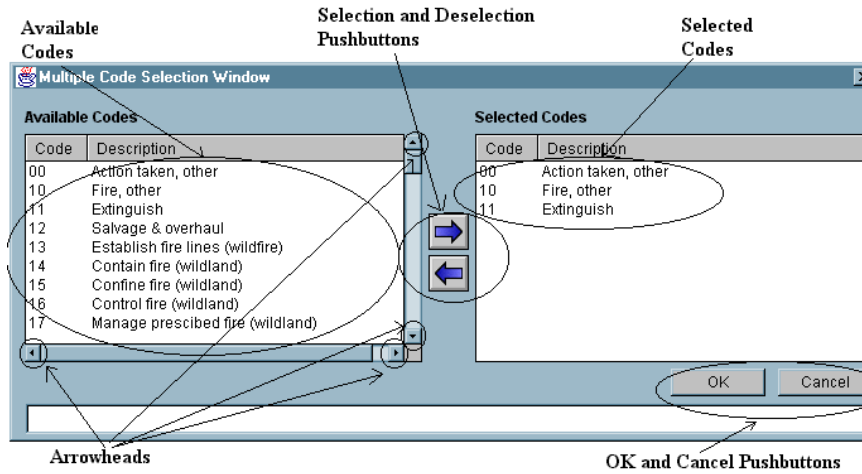 Available
Codes
Selection and Deselection
Pushbuttons
Selected
Codes
Multiple Code Selection Window
Available Codes
Code Description
00 Action taken, other
10 Fire, other
11 Extinguish
12 Salvage & overhaul
13 Establish fire lines (wildfire)
14 Contain fire (wildland)
15 Confine fire (wildland)
16 Control fire (wildland)
17 Manage prescibed fire (wildland)
Selected Codes
Code Description
00 Action taken, other
10 Fire, other
11 Extinguish
OK Cancel
Arrowheads
OK and Cancel Pushbuttons